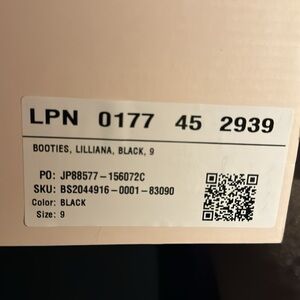 LPN 0177 45 2939
BOOTIES, LILLIANA, BLACK, 9
PO: JP88577-156072C
SKU: BS2044916-0001-83090
Color: BLACK
Size: 9